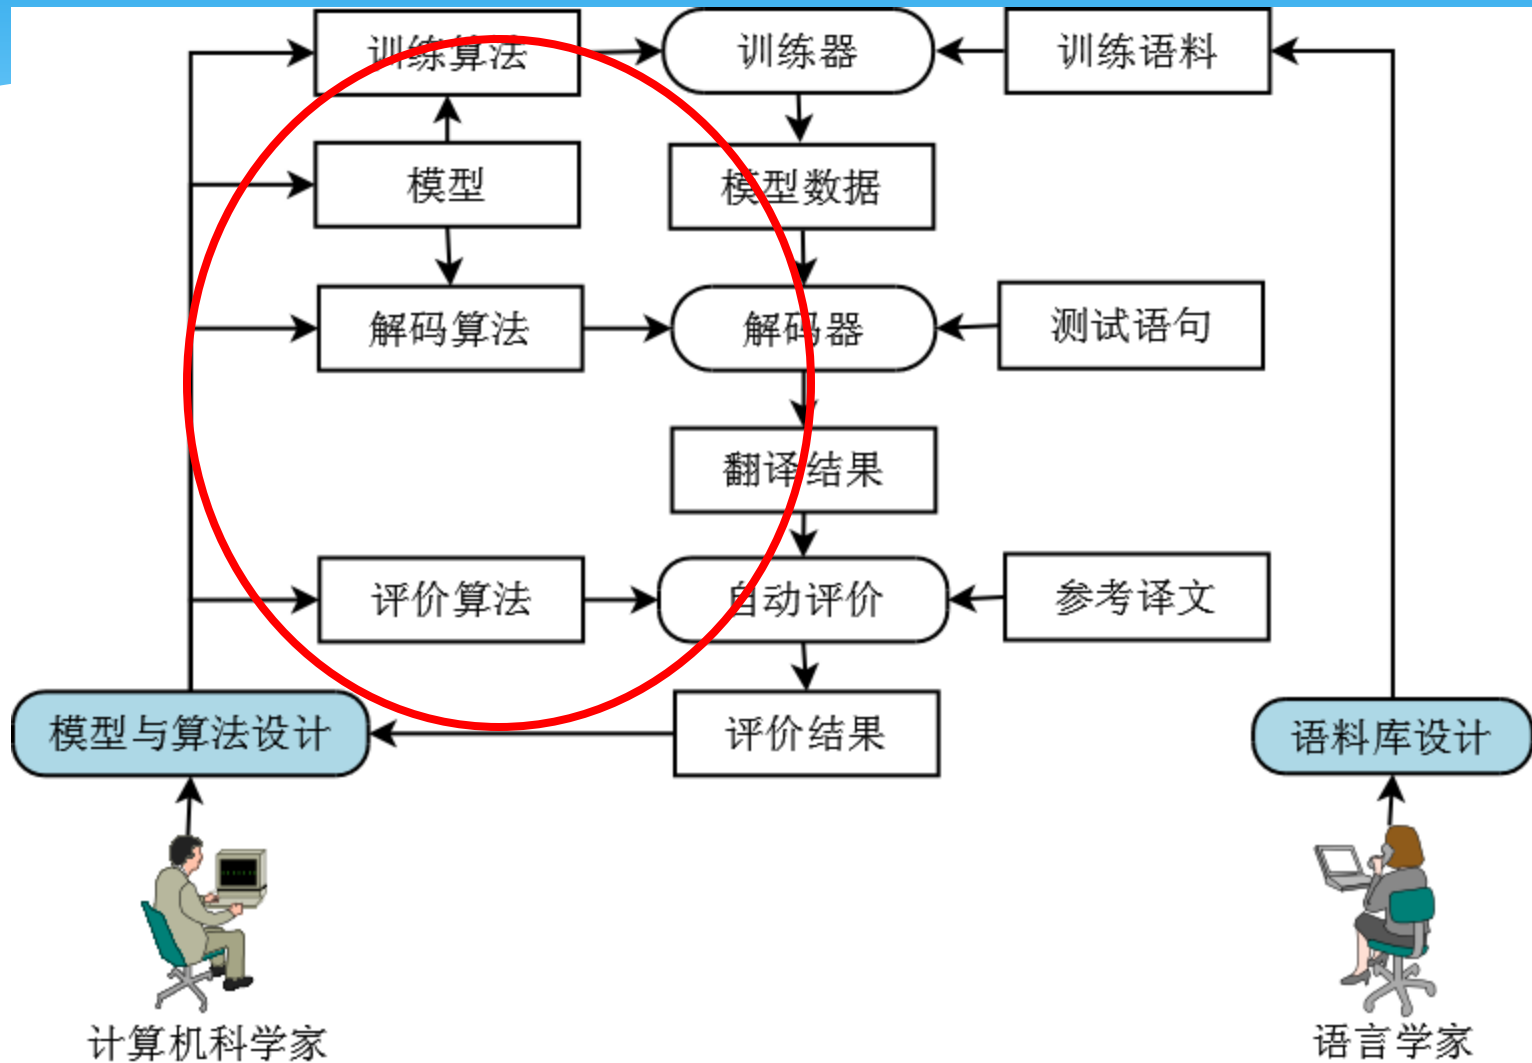 训练算法
训练器
训练语料
模型
模型数据
解码算法
解码器
测试语句
翻译结果
评价算法
自动评价
参考译文
模型与算法设计
评价结果
语料库设计
计算机科学家
语言学家